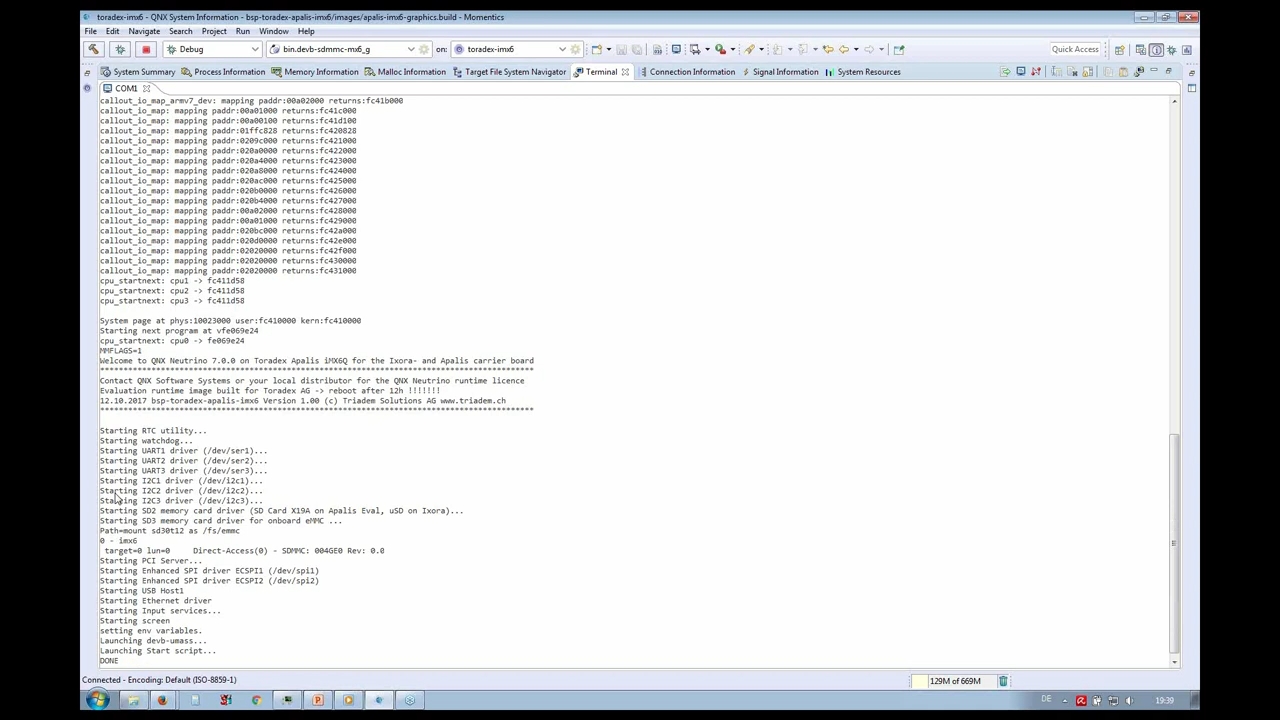 toradex-imx6 - QNX System Information - bsp-toradex-apalis-imx6/images/apalis-imx6-graphics.build - Momentics
File Edit Navigate Search Project Run Window Help
Debug bin.devb-sdmmc-mx6_g on: toradex-imx6 Quick Access
System Summary Process Information Memory Information Malloc Information Target File System Navigator Terminal Connection Information Signal Information System Resources
COM1
callout_io_map_armv7_dev: mapping paddr:00a02000 returns:fc41b000
callout_io_map: mapping paddr:00a01000 returns:fc41c000
callout_io_map: mapping paddr:00a00100 returns:fc41d100
callout_io_map: mapping paddr:01ffc828 returns:fc420828
callout_io_map: mapping paddr:0209c000 returns:fc421000
callout_io_map: mapping paddr:020a0000 returns:fc422000
callout_io_map: mapping paddr:020a4000 returns:fc423000
callout_io_map: mapping paddr:020a8000 returns:fc424000
callout_io_map: mapping paddr:020ac000 returns:fc425000
callout_io_map: mapping paddr:020b0000 returns:fc426000
callout_io_map: mapping paddr:020b4000 returns:fc427000
callout_io_map: mapping paddr:00a02000 returns:fc428000
callout_io_map: mapping paddr:00a01000 returns:fc429000
callout_io_map: mapping paddr:020bc000 returns:fc42a000
callout_io_map: mapping paddr:020d0000 returns:fc42e000
callout_io_map: mapping paddr:02020000 returns:fc42f000
callout_io_map: mapping paddr:02020000 returns:fc430000
callout_io_map: mapping paddr:02020000 returns:fc431000
cpu_startnext: cpu1 -> fc411d58
cpu_startnext: cpu2 -> fc411d58
cpu_startnext: cpu3 -> fc411d58
System page at phys:10023000 user:fc410000 kern:fc410000
Starting next program at vfe069e24
cpu_startnext: cpu0 -> fe069e24
MMFLAGS=1
Welcome to QNX Neutrino 7.0.0 on Toradex Apalis iMX6Q for the Ixora- and Apalis carrier board
*********************************************************************************************
Contact QNX Software Systems or your local distributor for the QNX Neutrino runtime licence
Evaluation runtime image built for Toradex AG -> reboot after 12h !!!!!!!
12.10.2017 bsp-toradex-apalis-imx6 Version 1.00 (c) Triadem Solutions AG www.triadem.ch
*********************************************************************************************
Starting RTC utility...
Starting watchdog...
Starting UART1 driver (/dev/ser1)...
Starting UART2 driver (/dev/ser2)...
Starting UART3 driver (/dev/ser3)...
Starting I2C1 driver (/dev/i2c1)...
Starting I2C2 driver (/dev/i2c2)...
Starting I2C3 driver (/dev/i2c3)...
Starting SD2 memory card driver (SD Card X19A on Apalis Eval, uSD on Ixora)...
Starting SD3 memory card driver for onboard eMMC ...
Path=mount sd30t12 as /fs/emmc
0 - imx6
target=0 lun=0 Direct-Access(0) - SDMMC: 004GE0 Rev: 0.0
Starting PCI Server...
Starting Enhanced SPI driver ECSPI1 (/dev/spi1)
Starting Enhanced SPI driver ECSPI2 (/dev/spi2)
Starting USB Host1
Starting Ethernet driver
Starting Input services...
Starting screen
setting env variables.
Launching devb-umass...
Launching Start script...
DONE
Connected - Encoding: Default (ISO-8859-1)
129M of 669M
DE 19:39